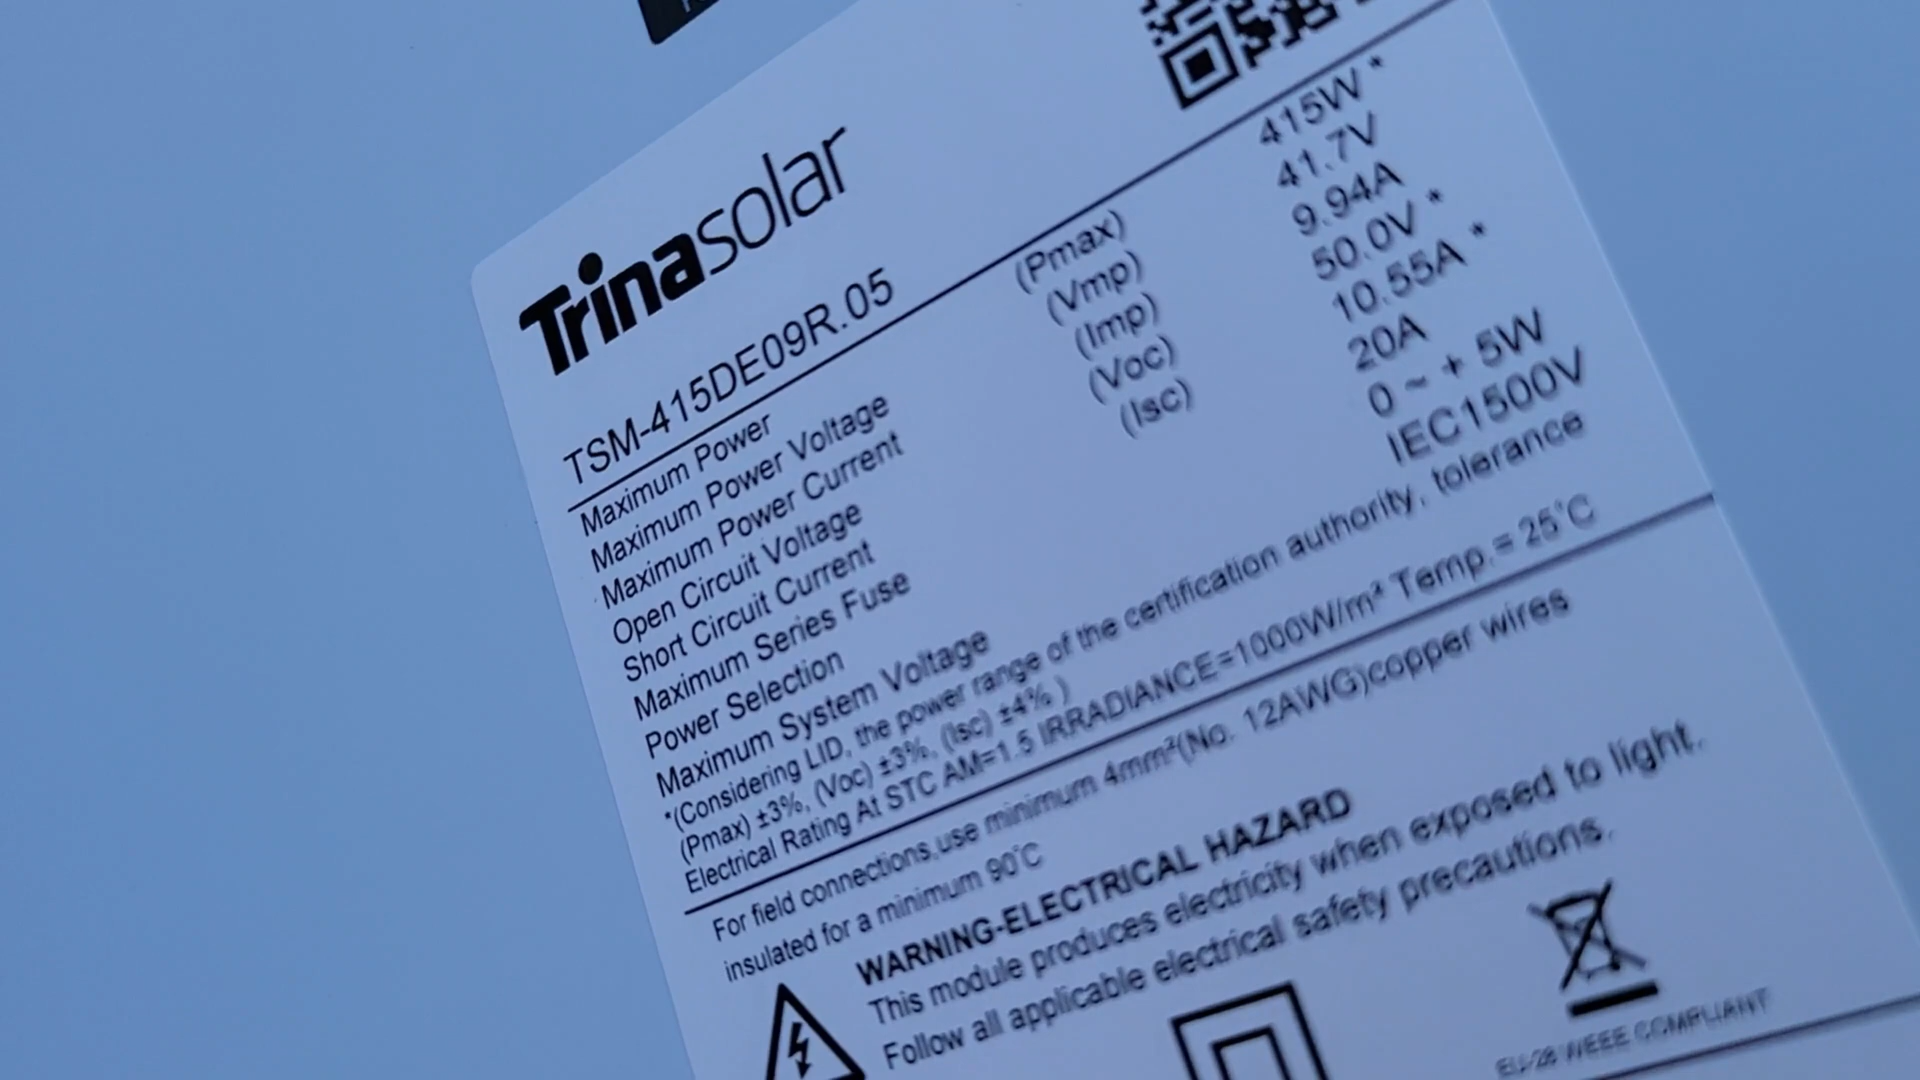 Trinasolar
TSM-415DE09R.05
Maximum Power (Pmax) 415W *
Maximum Power Voltage (Vmp) 41.7V
Maximum Power Current (Imp) 9.94A
Open Circuit Voltage (Voc) 50.0V *
Short Circuit Current (Isc) 10.55A *
Maximum Series Fuse 20A
Power Selection 0 ~ + 5W
Maximum System Voltage IEC1500V
*(Considering LID, the power range of the certification authority, tolerance
(Pmax) ±3%, (Voc) ±3%, (Isc) ±4% )
Electrical Rating At STC AM=1.5 IRRADIANCE=1000W/m² Temp.= 25°C
For field connections,use minimum 4mm²(No. 12AWG)copper wires
insulated for a minimum 90°C
WARNING-ELECTRICAL HAZARD
This module produces electricity when exposed to light.
Follow all applicable electrical safety precautions.
EU-28 WEEE COMPLIANT